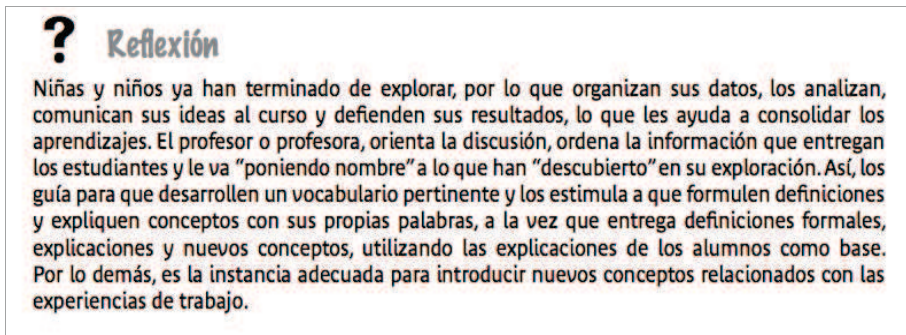 ? Reflexión
Niñas y niños ya han terminado de explorar, por lo que organizan sus datos, los analizan,
comunican sus ideas al curso y defienden sus resultados, lo que les ayuda a consolidar los
aprendizajes. El profesor o profesora, orienta la discusión, ordena la información que entregan
los estudiantes y le va “poniendo nombre” a lo que han “descubierto” en su exploración. Así, los
guía para que desarrollen un vocabulario pertinente y los estimula a que formulen definiciones
y expliquen conceptos con sus propias palabras, a la vez que entrega definiciones formales,
explicaciones y nuevos conceptos, utilizando las explicaciones de los alumnos como base.
Por lo demás, es la instancia adecuada para introducir nuevos conceptos relacionados con las
experiencias de trabajo.